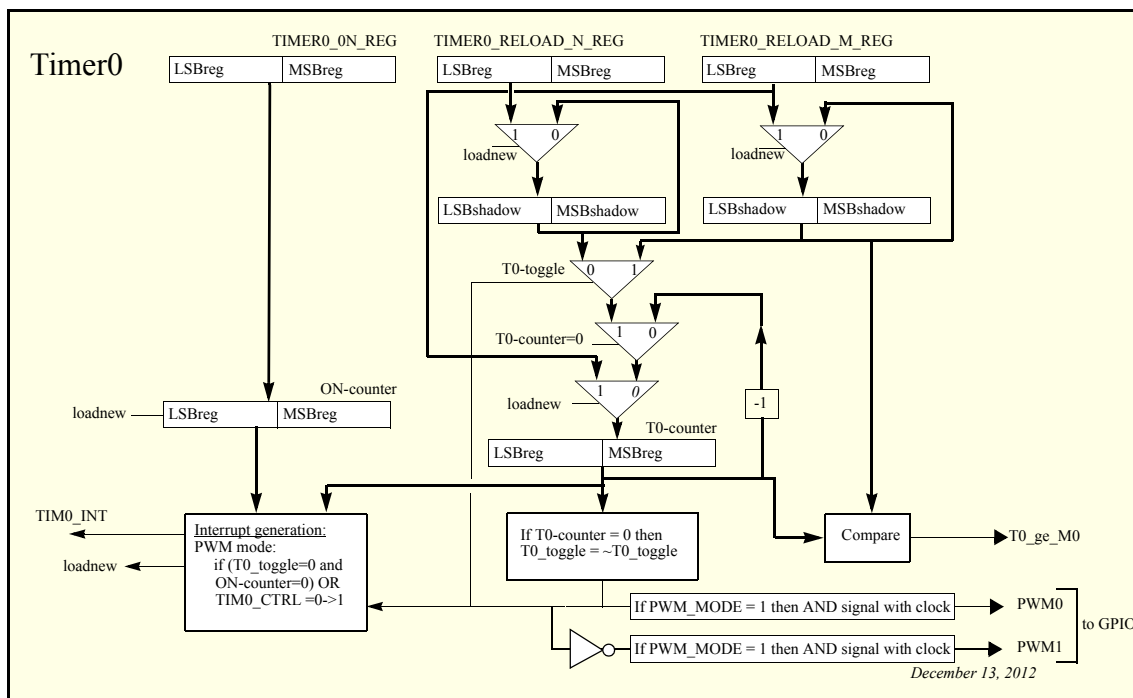 Timer0
TIMER0_0N_REG
LSBreg MSBreg
TIMER0_RELOAD_N_REG
LSBreg MSBreg
TIMER0_RELOAD_M_REG
LSBreg MSBreg
1 0
loadnew
1 0
loadnew
LSBshadow MSBshadow
LSBshadow MSBshadow
T0-toggle
0 1
T0-counter=0
1 0
loadnew
1 0
-1
ON-counter
loadnew
LSBreg MSBreg
T0-counter
LSBreg MSBreg
TIM0_INT
loadnew
Interrupt generation:
PWM mode:
if (T0_toggle=0 and
ON-counter=0) OR
TIM0_CTRL =0->1
If T0-counter = 0 then
T0_toggle = ~T0_toggle
Compare
T0_ge_M0
If PWM_MODE = 1 then AND signal with clock
PWM0
If PWM_MODE = 1 then AND signal with clock
PWM1
to GPIO
December 13, 2012